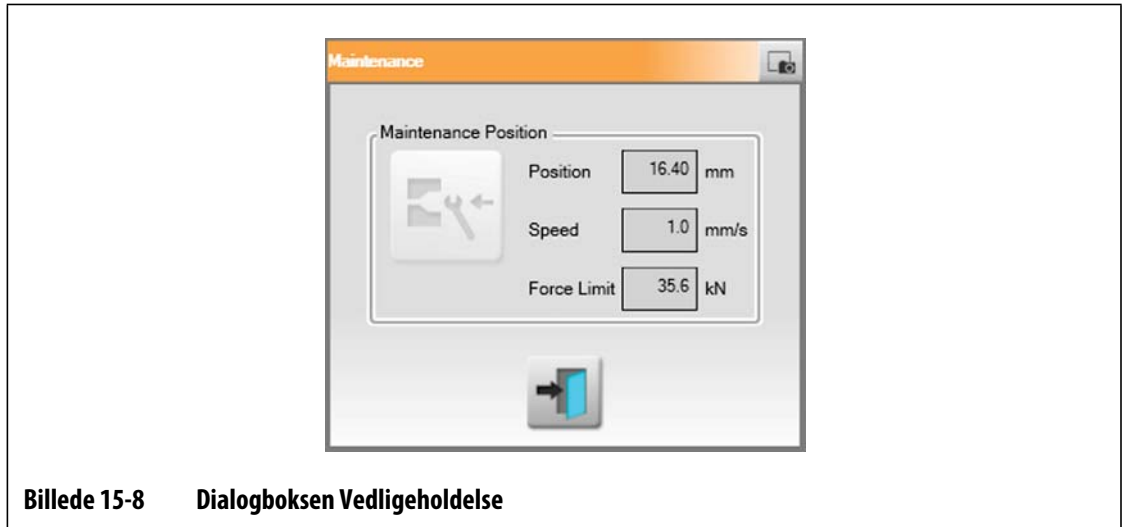 Maintenance
Maintenance Position
Position 16.40 mm
Speed 1.0 mm/s
Force Limit 35.6 kN
Billede 15-8 Dialogboksen Vedligeholdelse